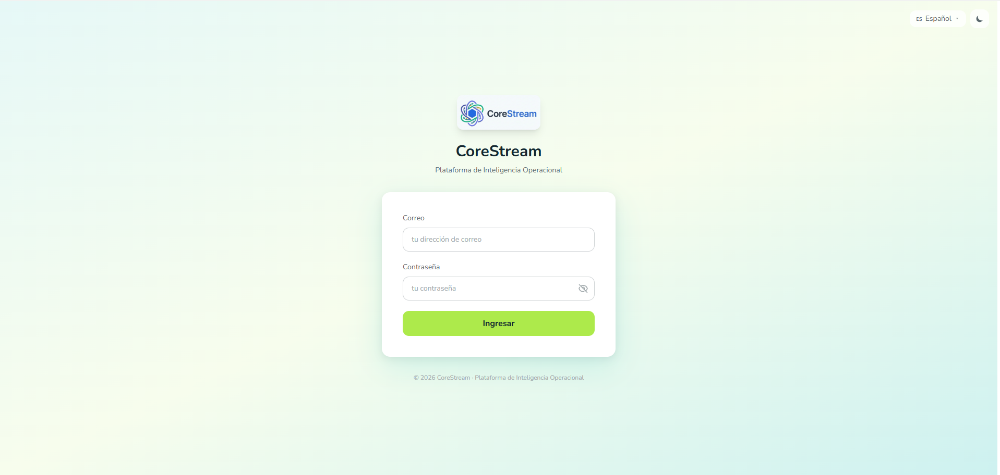 ES Español
CoreStream
CoreStream
Plataforma de Inteligencia Operacional
Correo
tu dirección de correo
Contraseña
tu contraseña
Ingresar
© 2026 CoreStream · Plataforma de Inteligencia Operacional